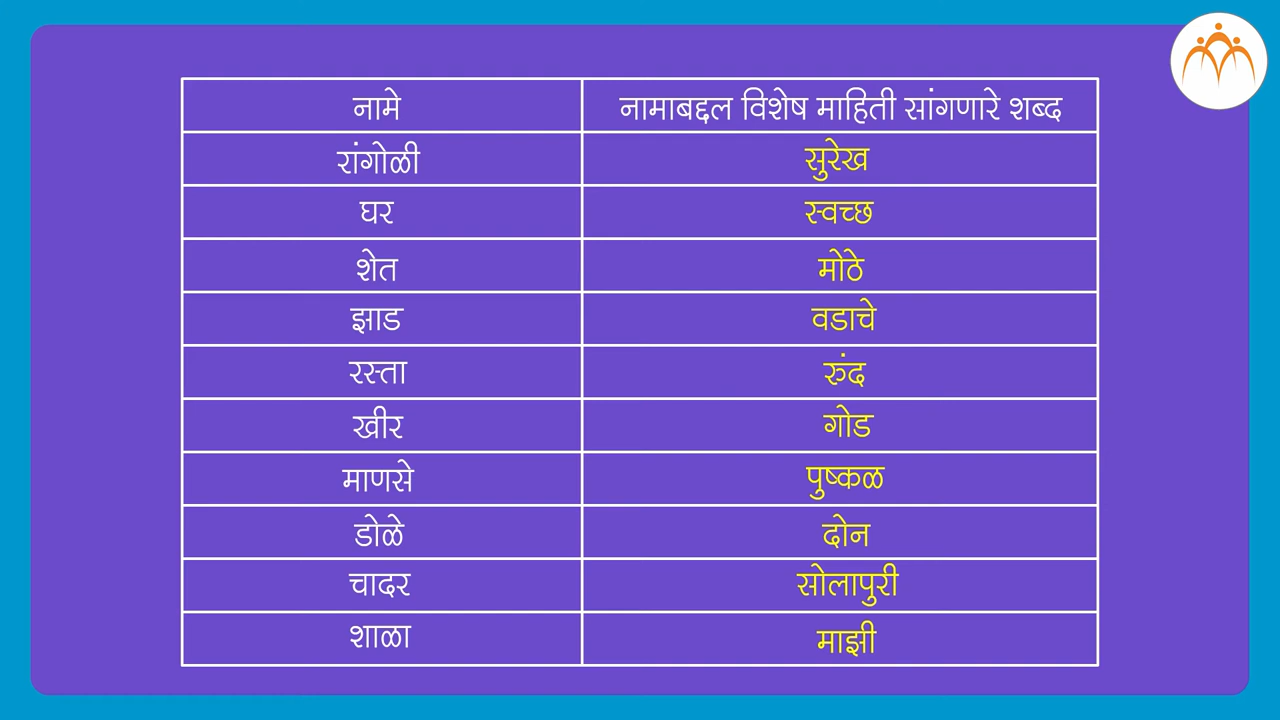 नामे नामाबद्दल विशेष माहिती सांगणारे शब्द
रांगोळी सुरेख
घर स्वच्छ
शेत मोठे
झाड वडाचे
रस्ता रुंद
खीर गोड
माणसे पुष्कळ
डोळे दोन
चादर सोलापुरी
शाळा माझी